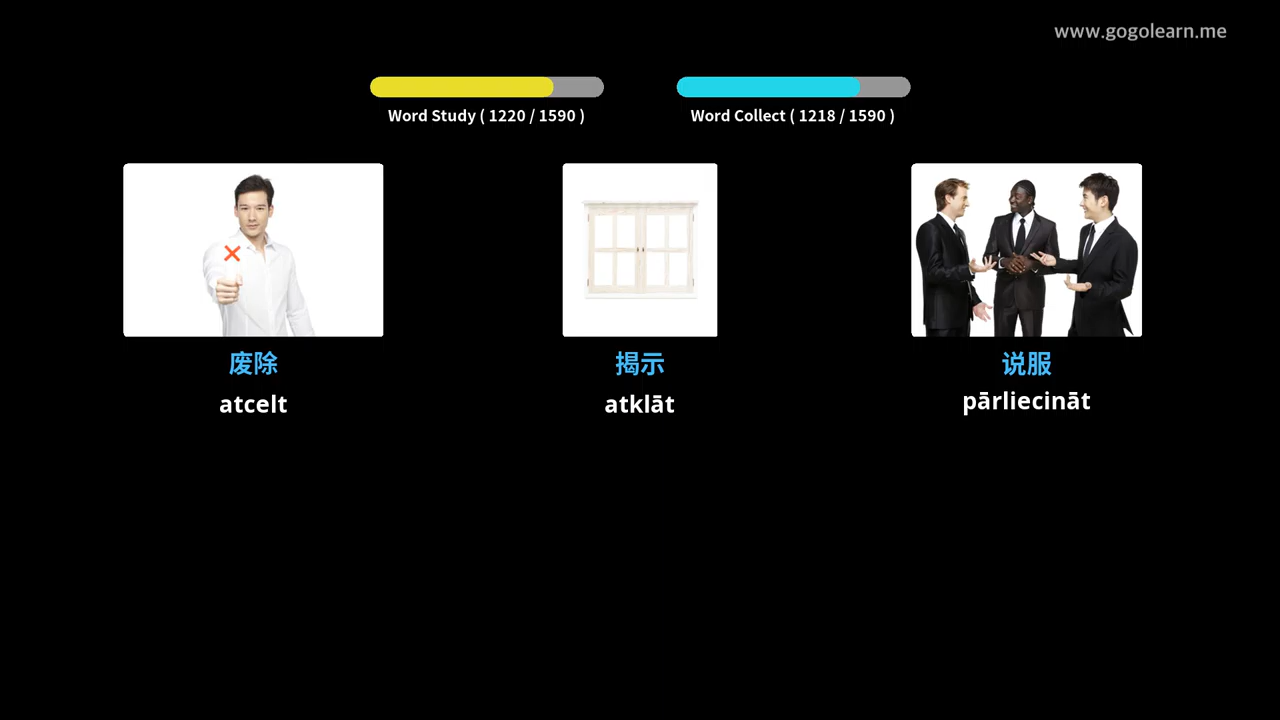 www.gogolearn.me
Word Study ( 1220 / 1590 )
Word Collect ( 1218 / 1590 )
废除
atcelt
揭示
atklāt
说服
pārliecināt